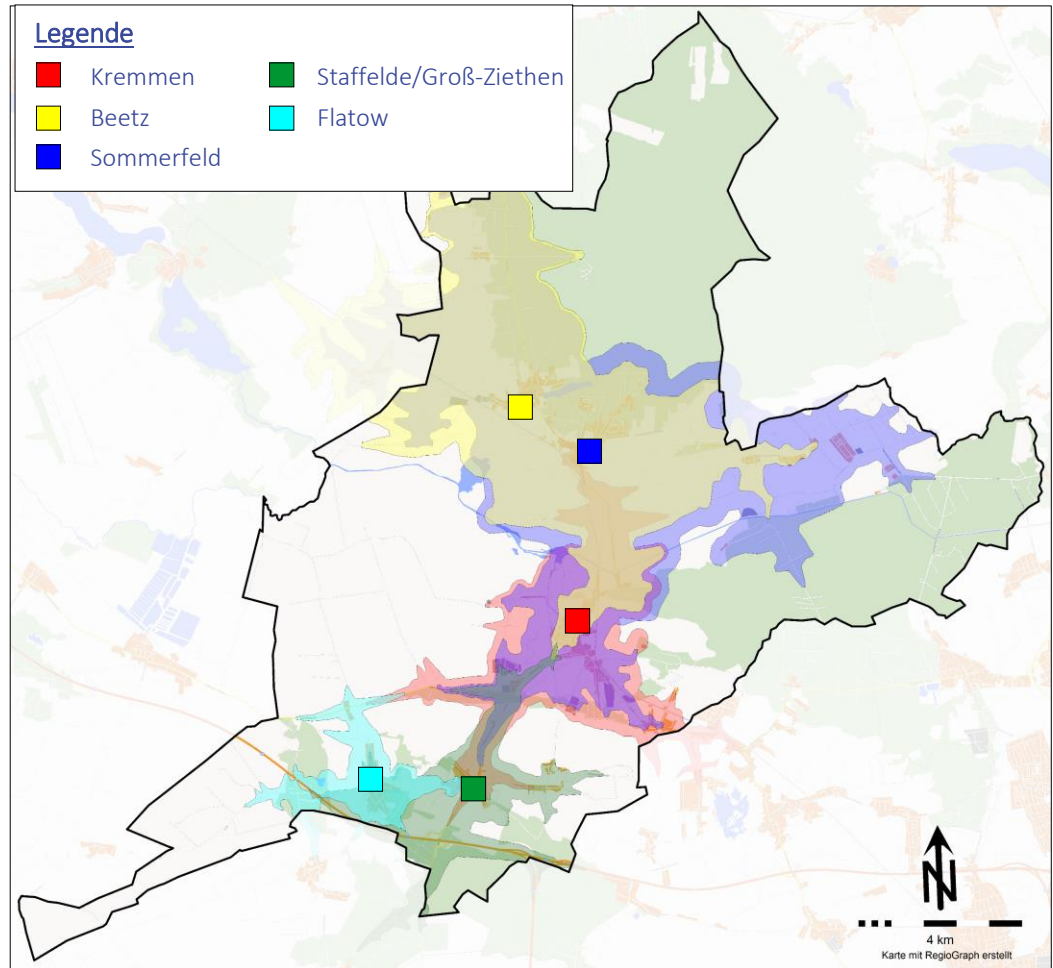 Legende
Kremmen
Staffelde/Groß-Ziethen
Beetz
Flatow
Sommerfeld
N
4 km
Karte mit RegioGraph erstellt